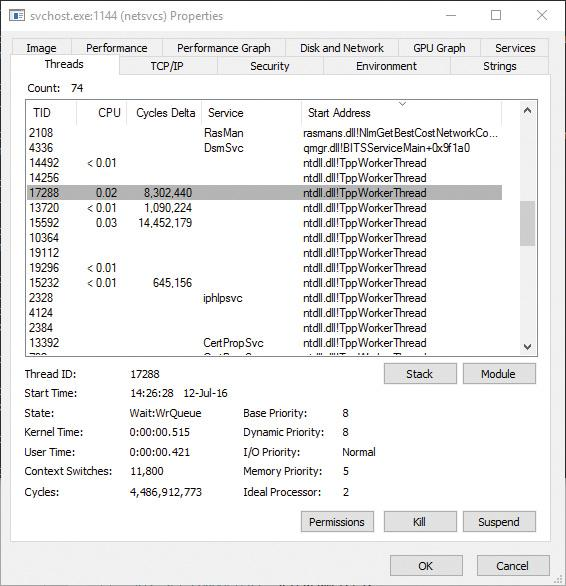 svchost.exe:1144 (netsvcs) Properties
Image Performance Performance Graph Disk and Network GPU Graph Services
Threads TCP/IP Security Environment Strings
Count: 74
TID CPU Cycles Delta Service Start Address
2108 RasMan rasmans.dll!NlmGetBestCostNetworkCo...
4336 DsmSvc qmgr.dll!BITSServiceMain+0x9f1a0
14492 < 0.01 ntdll.dll!TppWorkerThread
14256 ntdll.dll!TppWorkerThread
17288 0.02 8,302,440 ntdll.dll!TppWorkerThread
13720 < 0.01 1,090,224 ntdll.dll!TppWorkerThread
15592 0.03 14,452,179 ntdll.dll!TppWorkerThread
10364 ntdll.dll!TppWorkerThread
19112 ntdll.dll!TppWorkerThread
19296 < 0.01 ntdll.dll!TppWorkerThread
15232 < 0.01 645,156 ntdll.dll!TppWorkerThread
2328 iphlpsvc ntdll.dll!TppWorkerThread
4124 ntdll.dll!TppWorkerThread
2384 ntdll.dll!TppWorkerThread
13392 CertPropSvc ntdll.dll!TppWorkerThread
Thread ID: 17288 Stack Module
Start Time: 14:26:28 12-Jul-16
State: Wait:WrQueue Base Priority: 8
Kernel Time: 0:00:00.515 Dynamic Priority: 8
User Time: 0:00:00.421 I/O Priority: Normal
Context Switches: 11,800 Memory Priority: 5
Cycles: 4,486,912,773 Ideal Processor: 2
Permissions Kill Suspend
OK Cancel